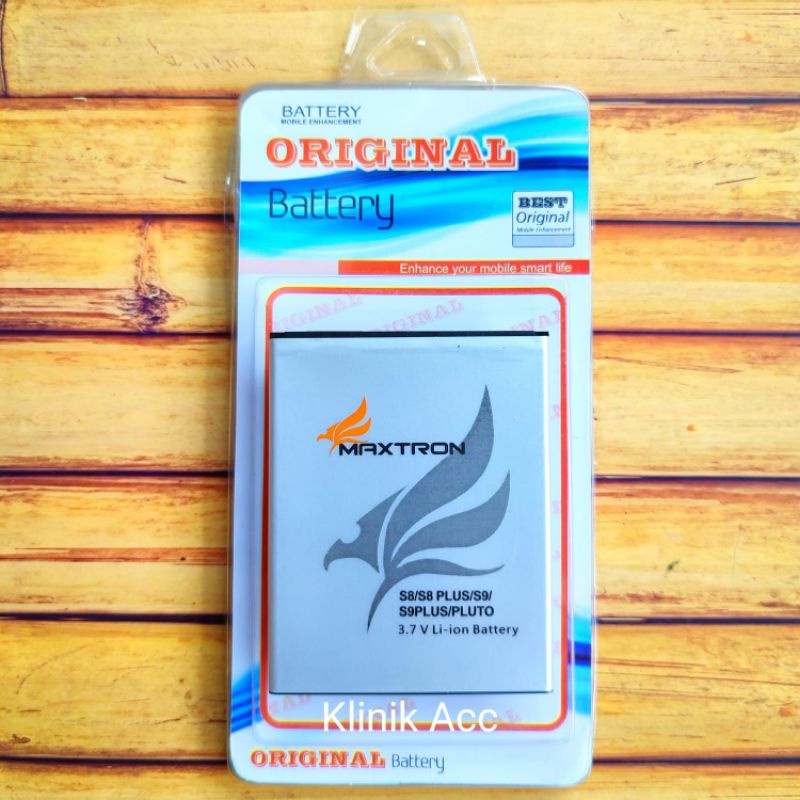 BATTERY
MOBILE ENHANCEMENT
ORIGINAL
Battery
BEST
Original
Mobile Enhancement
Enhance your mobile smart life
ORIGINAL
ORIGINAL
MAXTRON
S8/S8 PLUS/S9/
S9PLUS/PLUTO
3.7 V Li-ion Battery
Klinik Acc
ORIGINAL Battery